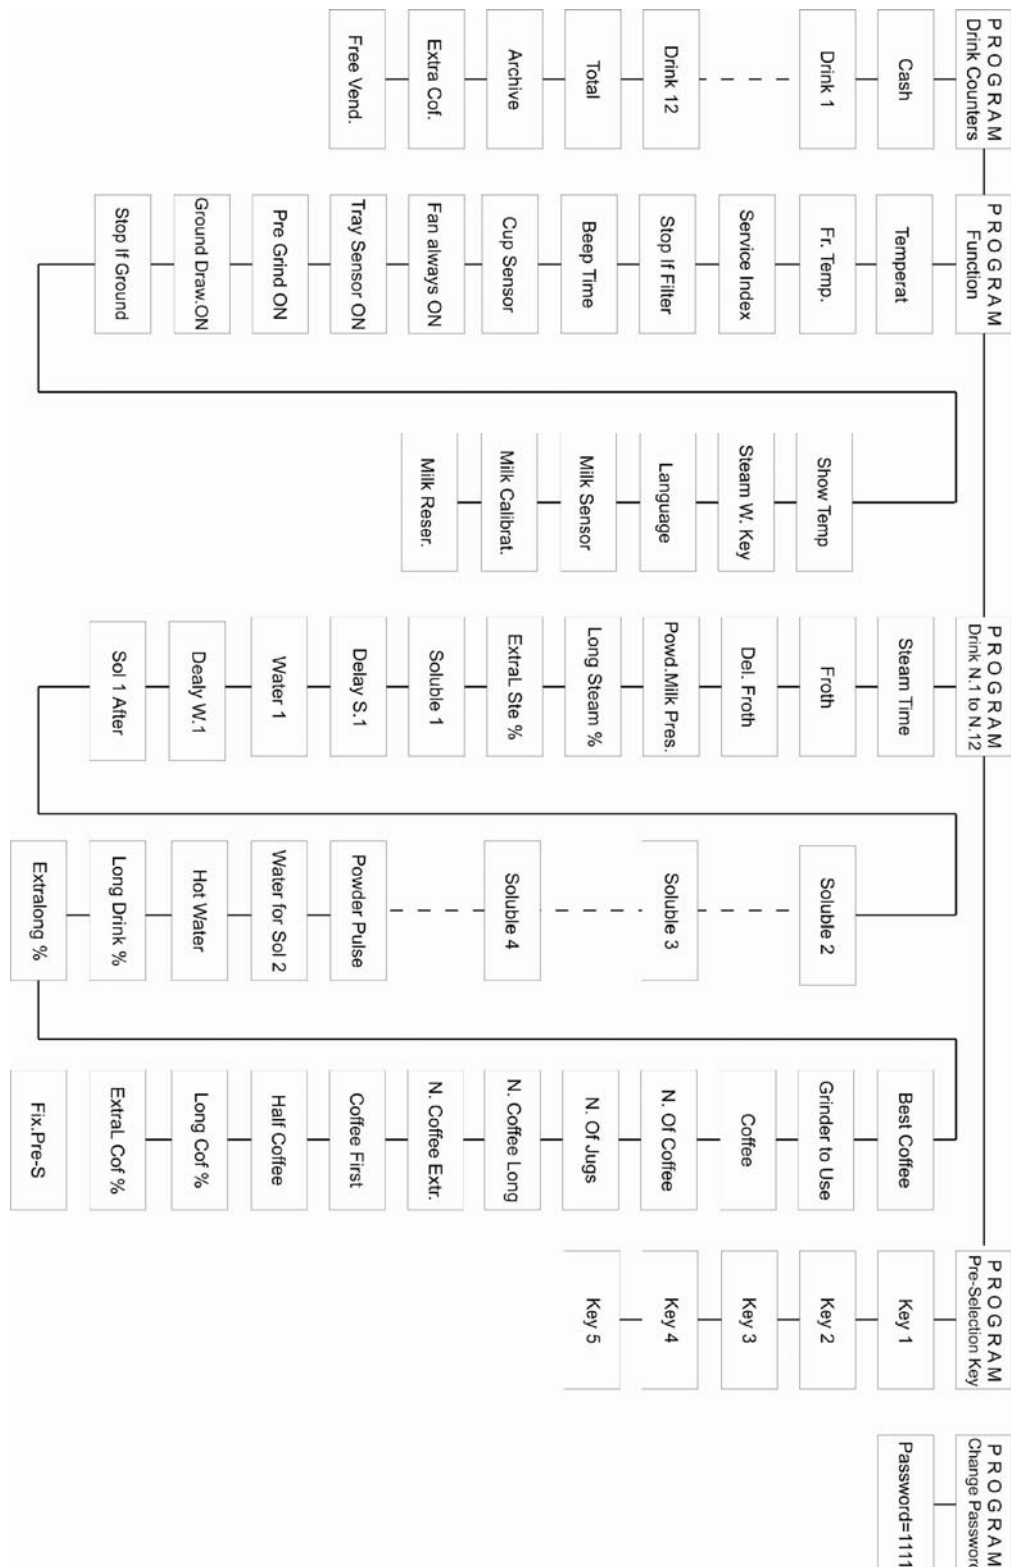 PROGRAM
Drink Counters
Cash
Drink 1
Drink 12
Total
Archive
Extra Cof.
Free Vend.
PROGRAM
Function
Temperat
Fr. Temp.
Service Index
Stop If Filter
Beep Time
Cup Sensor
Fan always ON
Tray Sensor ON
Pre Grind ON
Ground Draw.ON
Stop If Ground
Show Temp
Steam W. Key
Language
Milk Sensor
Milk Calibrat.
Milk Reser.
PROGRAM
Drink N.1 to N.12
Steam Time
Froth
Del. Froth
Powd.Milk Pres.
Long Steam %
ExtraL Ste %
Soluble 1
Delay S.1
Water 1
Dealy W.1
Sol 1 After
Soluble 2
Soluble 3
Soluble 4
Powder Pulse
Water for Sol 2
Hot Water
Long Drink %
Extralong %
Best Coffee
Grinder to Use
Coffee
N. Of Coffee
N. Of Jugs
N. Coffee Long
N. Coffee Extr.
Coffee First
Half Coffee
Long Cof %
ExtraL Cof %
Fix.Pre-S
PROGRAM
Pre-Selection Key
Key 1
Key 2
Key 3
Key 4
Key 5
PROGRAM
Change Password
Password=1111